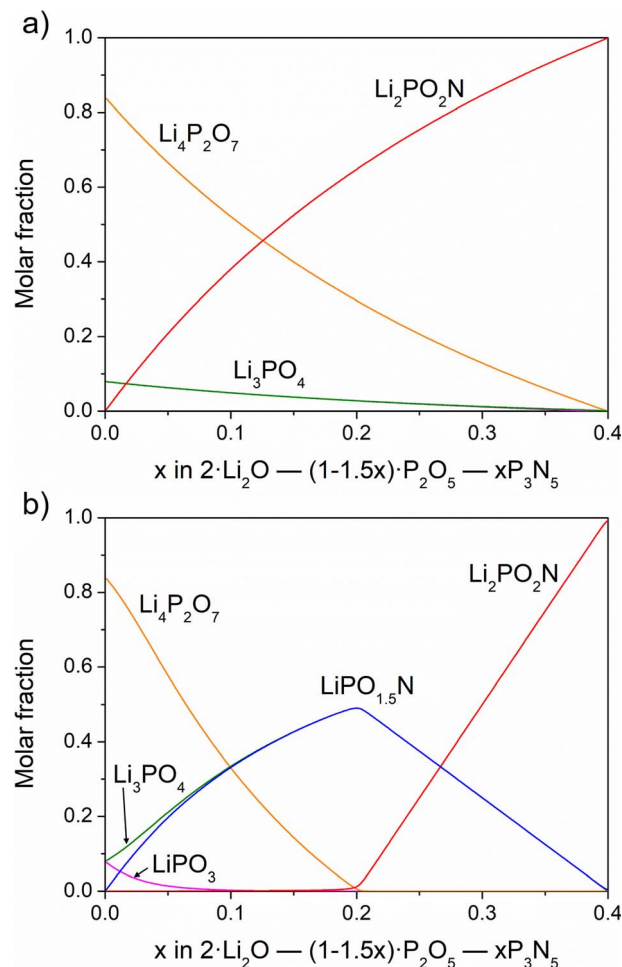 a)
1.0
0.8
0.6
0.4
0.2
0.0
Molar fraction
Li₄P₂O₇
Li₂PO₂N
Li₃PO₄
0.0 0.1 0.2 0.3 0.4
x in 2·Li₂O — (1-1.5x)·P₂O₅ — xP₃N₅
b)
1.0
0.8
0.6
0.4
0.2
0.0
Molar fraction
Li₄P₂O₇
Li₂PO₂N
LiPO₁.₅N
Li₃PO₄
LiPO₃
0.0 0.1 0.2 0.3 0.4
x in 2·Li₂O — (1-1.5x)·P₂O₅ — xP₃N₅